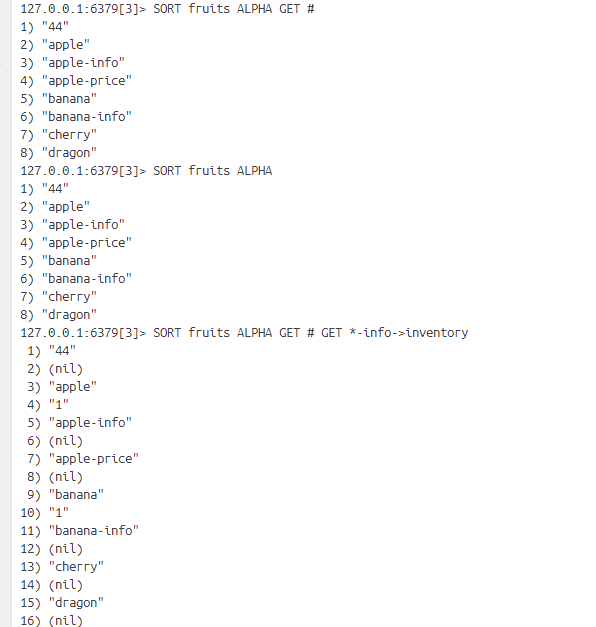 127.0.0.1:6379[3]> SORT fruits ALPHA GET #
1) "44"
2) "apple"
3) "apple-info"
4) "apple-price"
5) "banana"
6) "banana-info"
7) "cherry"
8) "dragon"
127.0.0.1:6379[3]> SORT fruits ALPHA
1) "44"
2) "apple"
3) "apple-info"
4) "apple-price"
5) "banana"
6) "banana-info"
7) "cherry"
8) "dragon"
127.0.0.1:6379[3]> SORT fruits ALPHA GET # GET *-info->inventory
1) "44"
2) (nil)
3) "apple"
4) "1"
5) "apple-info"
6) (nil)
7) "apple-price"
8) (nil)
9) "banana"
10) "1"
11) "banana-info"
12) (nil)
13) "cherry"
14) (nil)
15) "dragon"
16) (nil)